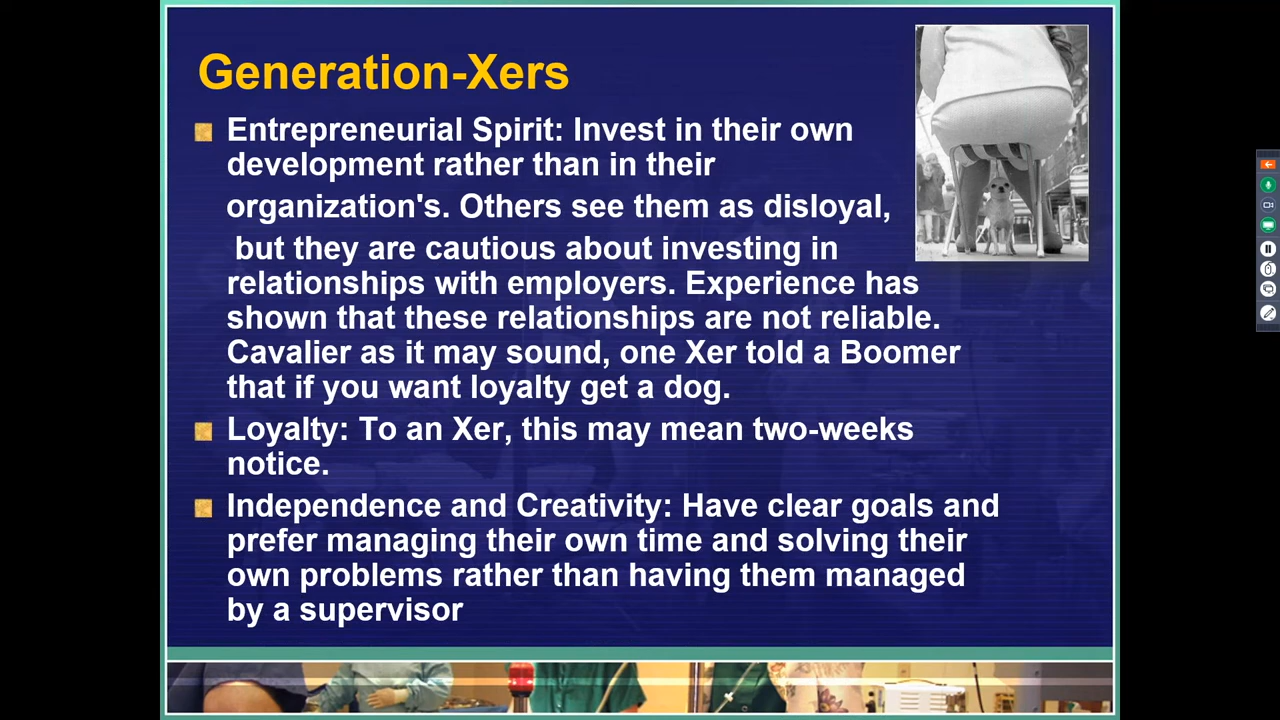 Generation-Xers
Entrepreneurial Spirit: Invest in their own
development rather than in their
organization's. Others see them as disloyal,
but they are cautious about investing in
relationships with employers. Experience has
shown that these relationships are not reliable.
Cavalier as it may sound, one Xer told a Boomer
that if you want loyalty get a dog.
Loyalty: To an Xer, this may mean two-weeks
notice.
Independence and Creativity: Have clear goals and
prefer managing their own time and solving their
own problems rather than having them managed
by a supervisor